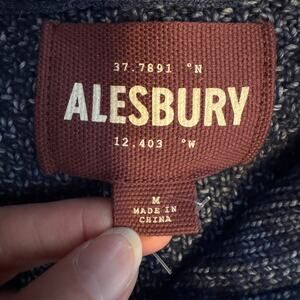 37.7891 °N
ALESBURY
12.403 °W
M
MADE IN
CHINA